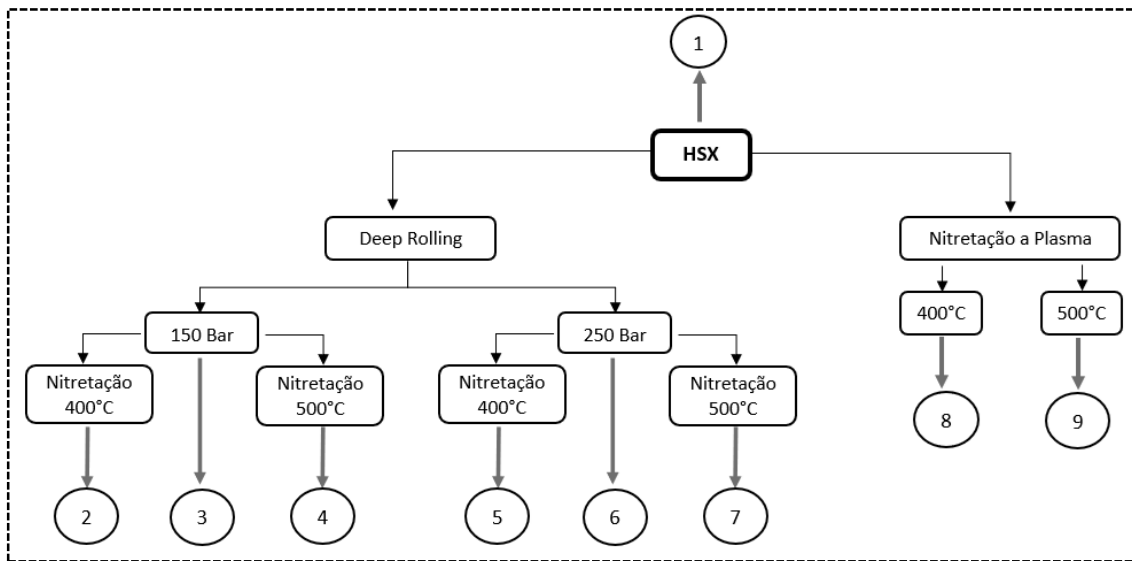 1
HSX
Deep Rolling
Nitretação a Plasma
150 Bar
250 Bar
400°C
500°C
Nitretação
400°C
Nitretação
500°C
Nitretação
400°C
Nitretação
500°C
8
9
2
3
4
5
6
7